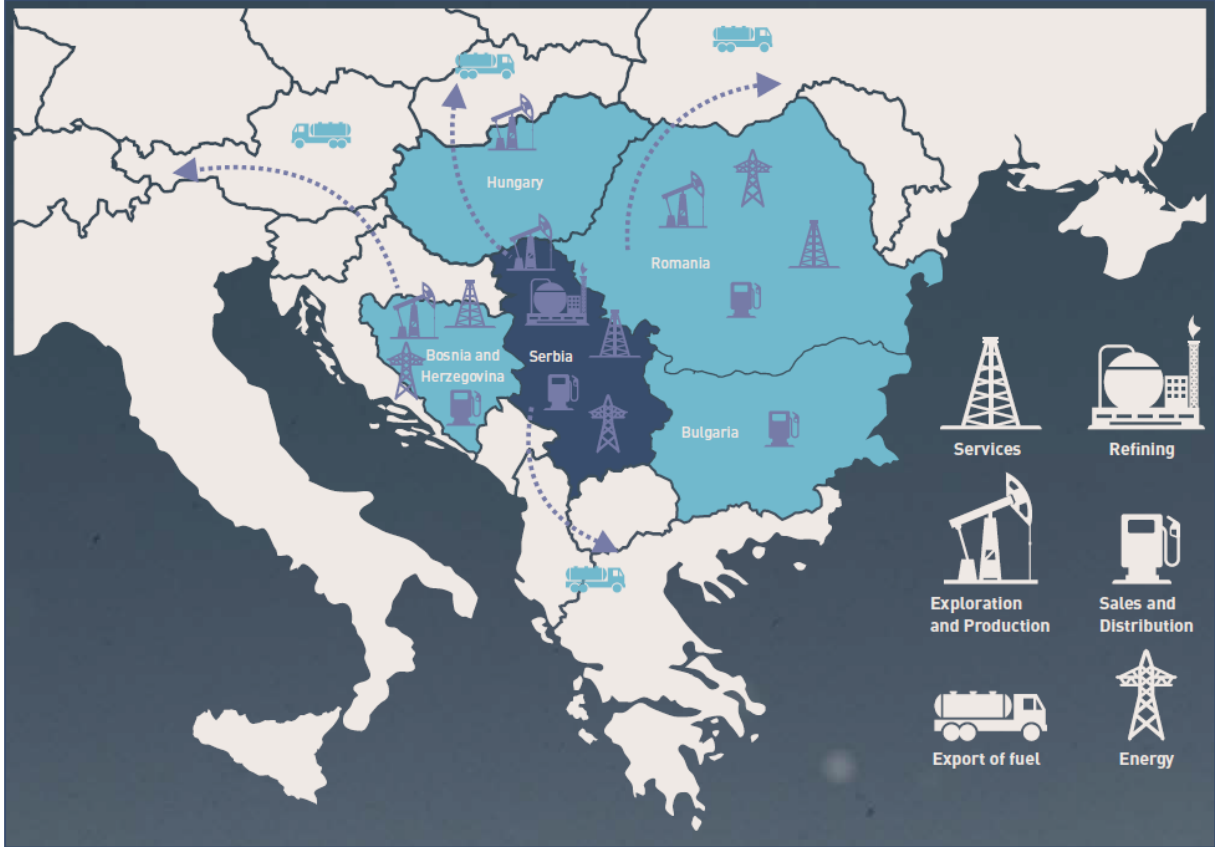 Hungary
Romania
Bosnia and
Herzegovina
Serbia
Bulgaria
Services
Refining
Exploration
and Production
Sales and
Distribution
Export of fuel
Energy